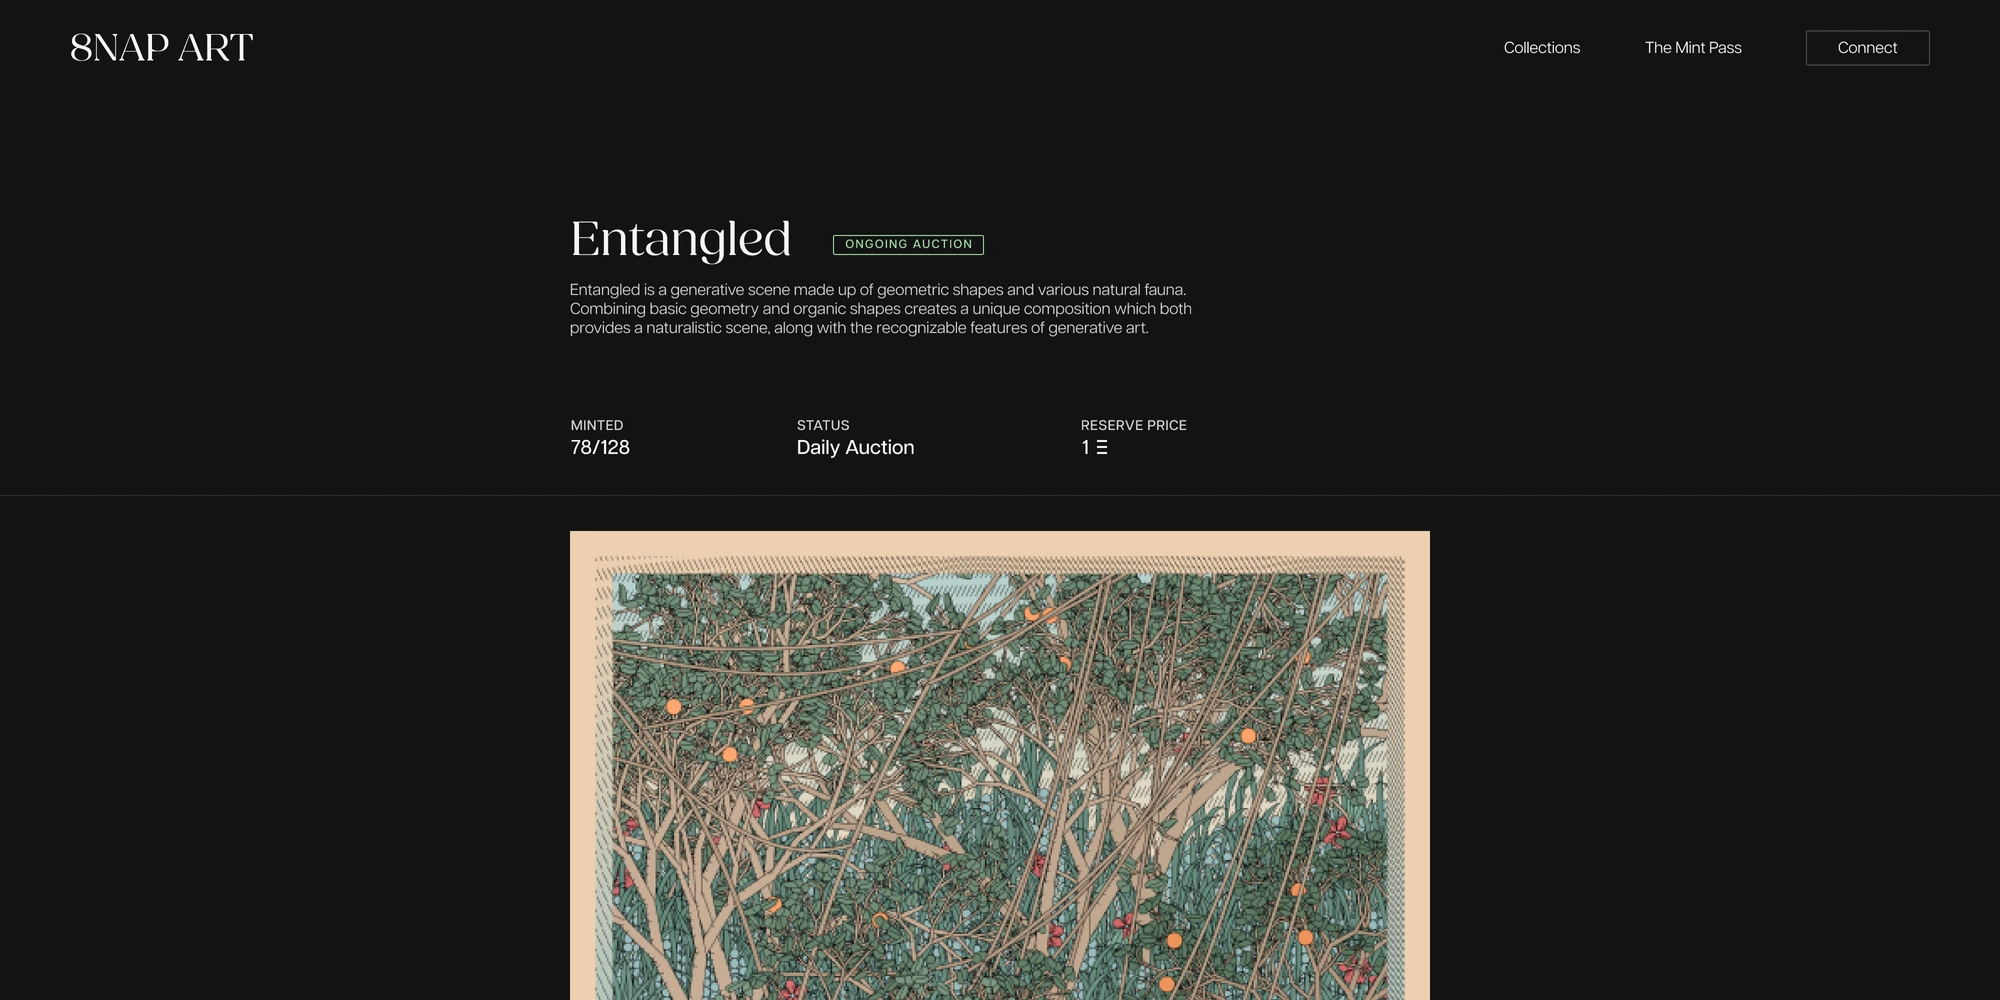 8NAP ART
Collections
The Mint Pass
Connect
Entangled
ONGOING AUCTION
Entangled is a generative scene made up of geometric shapes and various natural fauna.
Combining basic geometry and organic shapes creates a unique composition which both
provides a naturalistic scene, along with the recognizable features of generative art.
MINTED
78/128
STATUS
Daily Auction
RESERVE PRICE
1 Ξ